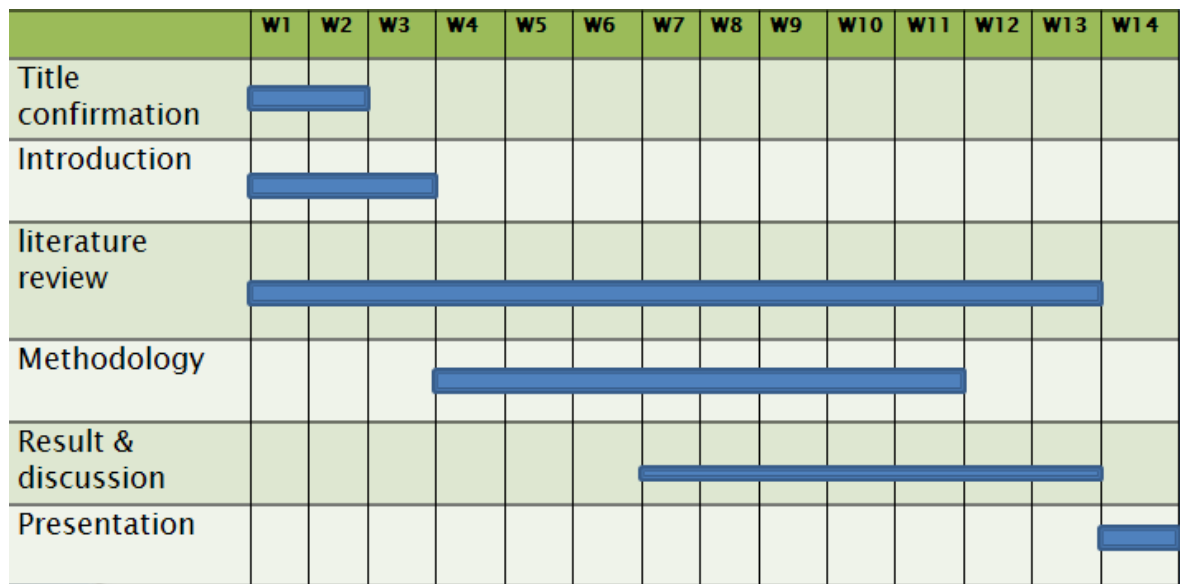 W1 W2 W3 W4 W5 W6 W7 W8 W9 W10 W11 W12 W13 W14
Title
confirmation
Introduction
literature
review
Methodology
Result &
discussion
Presentation